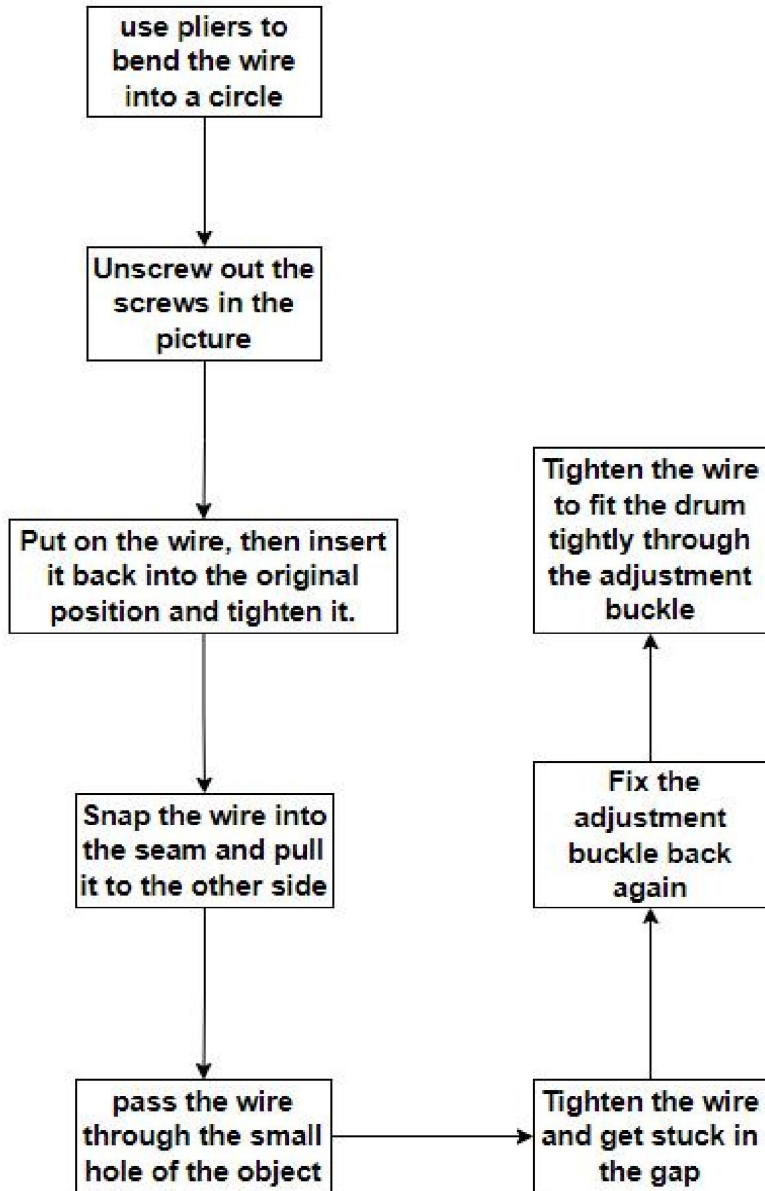 use pliers to
bend the wire
into a circle
Unscrew out the
screws in the
picture
Put on the wire, then insert
it back into the original
position and tighten it.
Snap the wire into
the seam and pull
it to the other side
pass the wire
through the small
hole of the object
Tighten the wire
and get stuck in
the gap
Fix the
adjustment
buckle back
again
Tighten the wire
to fit the drum
tightly through
the adjustment
buckle